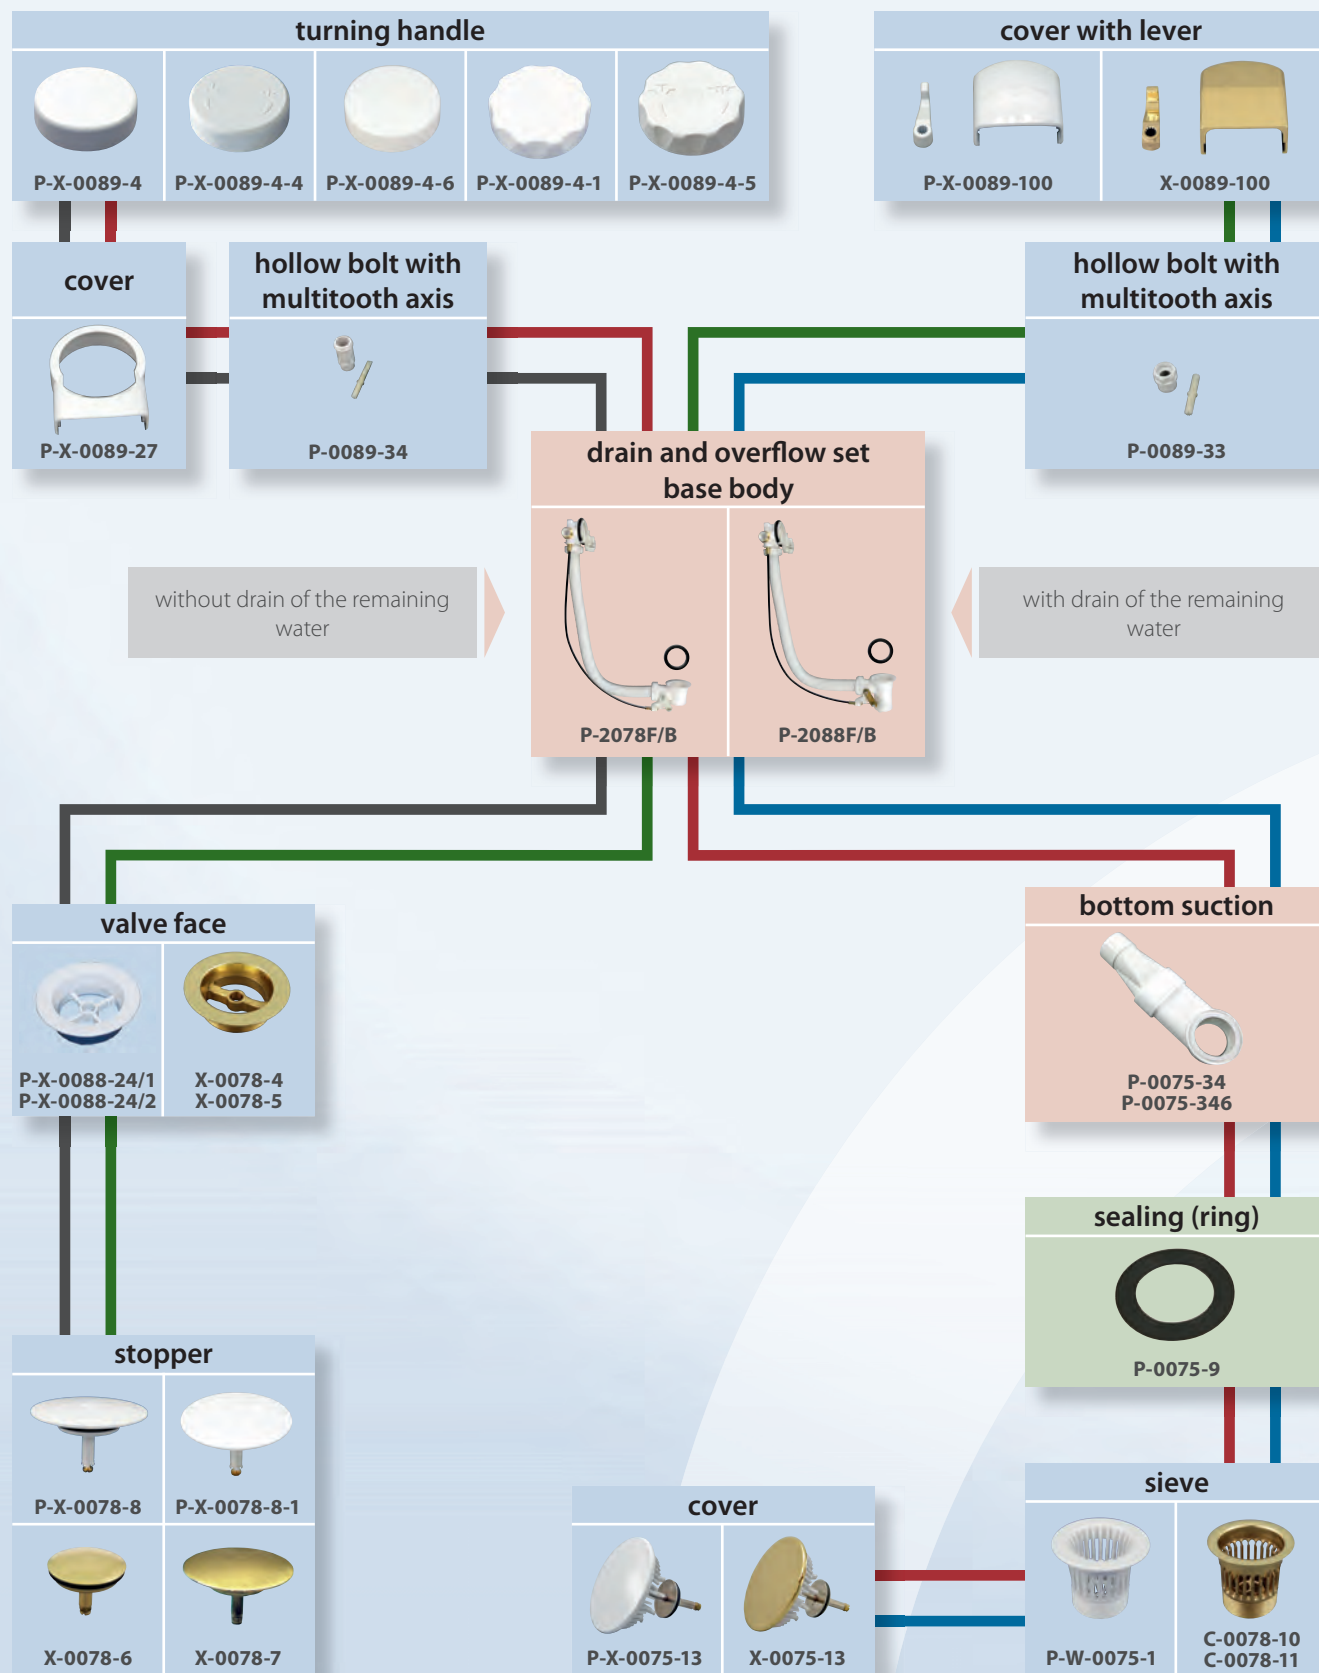 turning handle
P-X-0089-4
P-X-0089-4-4
P-X-0089-4-6
P-X-0089-4-1
P-X-0089-4-5
cover with lever
P-X-0089-100
X-0089-100
cover
P-X-0089-27
hollow bolt with
multitooth axis
P-0089-34
hollow bolt with
multitooth axis
P-0089-33
drain and overflow set
base body
P-2078F/B
P-2088F/B
without drain of the remaining
water
with drain of the remaining
water
valve face
P-X-0088-24/1
P-X-0088-24/2
X-0078-4
X-0078-5
bottom suction
P-0075-34
P-0075-346
sealing (ring)
P-0075-9
stopper
P-X-0078-8
P-X-0078-8-1
X-0078-6
X-0078-7
cover
P-X-0075-13
X-0075-13
sieve
P-W-0075-1
C-0078-10
C-0078-11